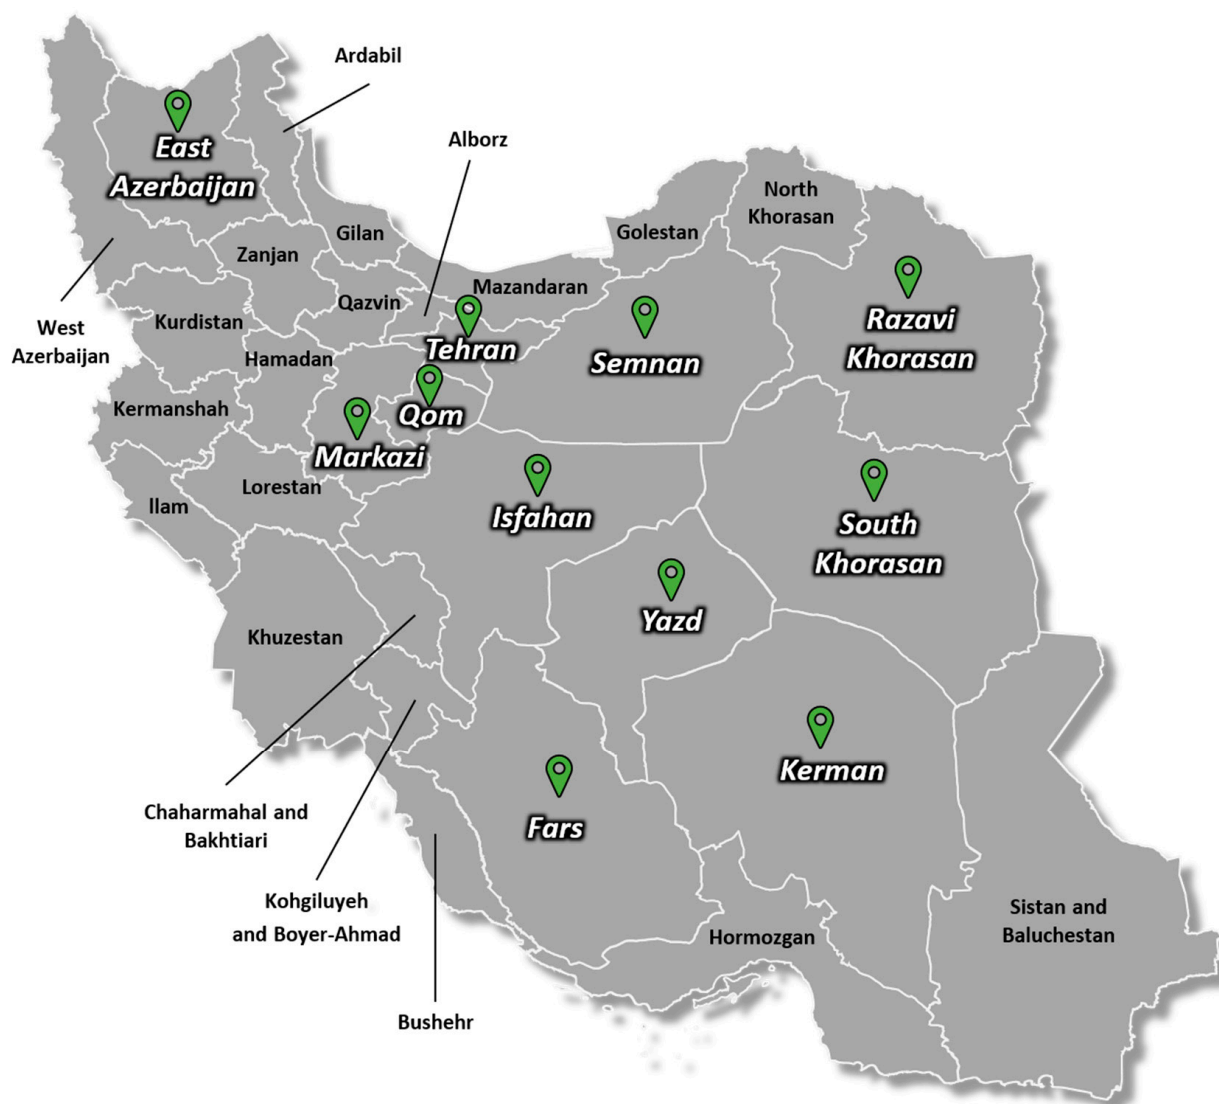 Ardabil
East
Azerbaijan
Alborz
North
Khorasan
Gilan
Golestan
Zanjan
Mazandaran
Qazvin
Razavi
Khorasan
Kurdistan
West
Azerbaijan
Tehran
Semnan
Hamadan
Kermanshah
Qom
Markazi
Lorestan
Ilam
Isfahan
South
Khorasan
Yazd
Khuzestan
Kerman
Chaharmahal and
Bakhtiari
Fars
Kohgiluyeh
and Boyer-Ahmad
Sistan and
Baluchestan
Hormozgan
Bushehr